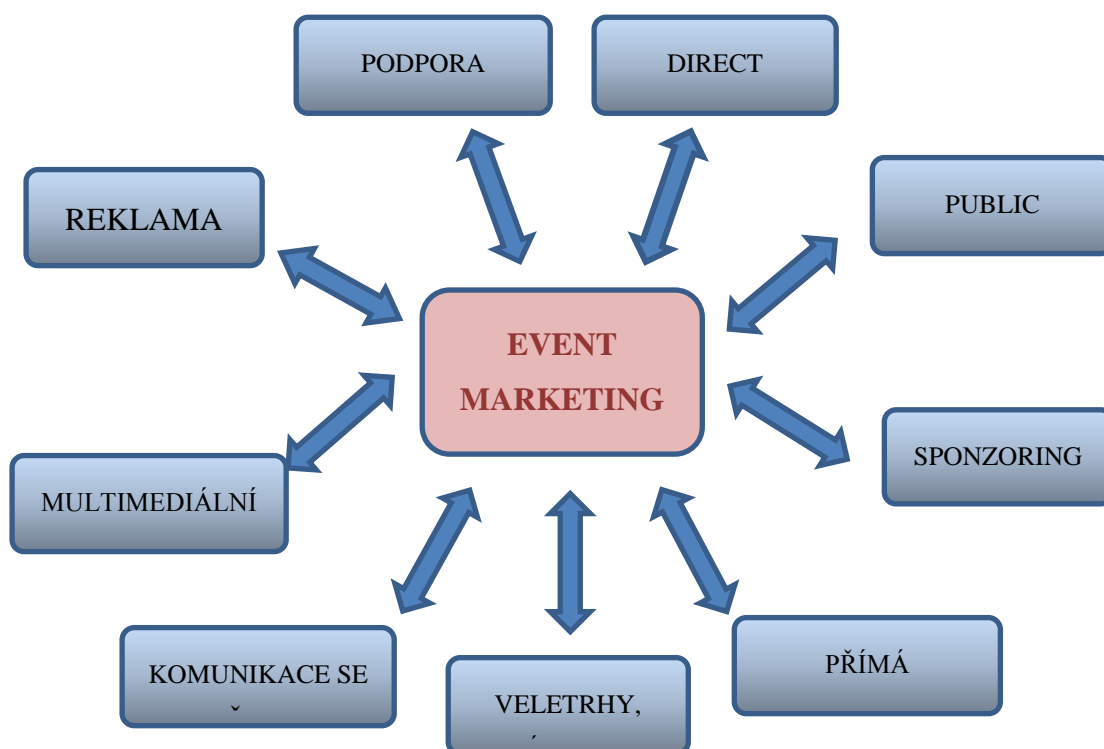 PODPORA
DIRECT
PUBLIC
REKLAMA
EVENT
MARKETING
SPONZORING
MULTIMEDIÁLNÍ
PŘÍMÁ
KOMUNIKACE SE
VELETRHY,